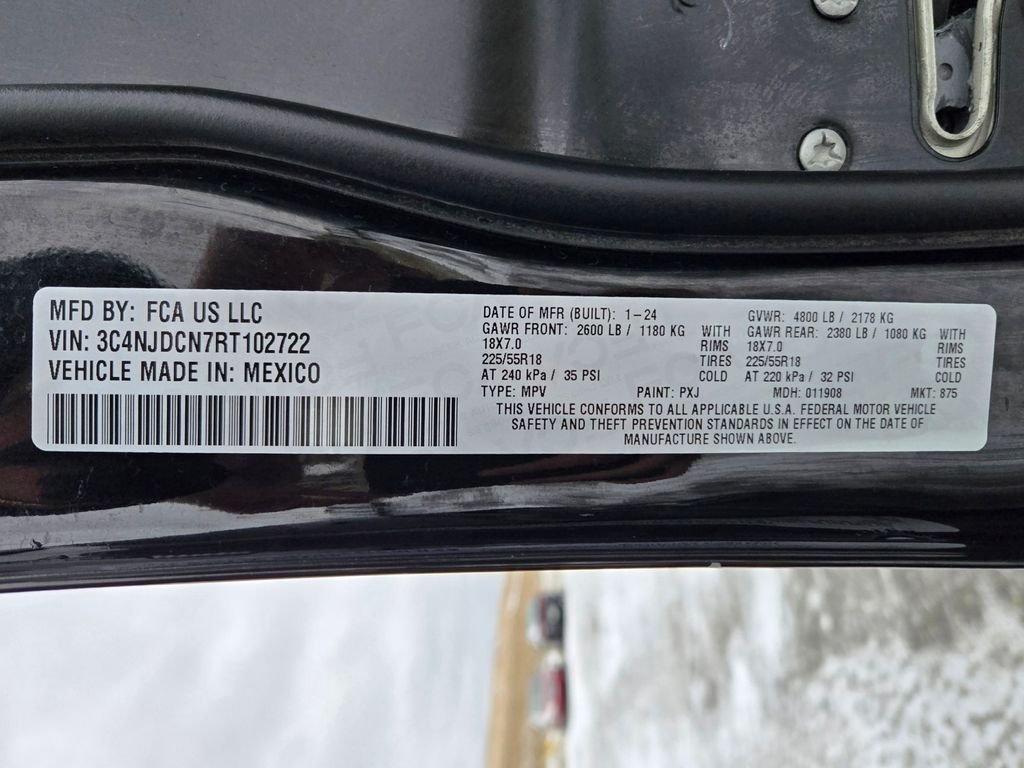 MFD BY: FCA US LLC
VIN: 3C4NJDCN7RT102722
VEHICLE MADE IN: MEXICO
DATE OF MFR (BUILT): 1-24
GVWR: 4800 LB / 2178 KG
GAWR FRONT: 2600 LB / 1180 KG WITH GAWR REAR: 2380 LB / 1080 KG WITH
18X7.0 RIMS 18X7.0 RIMS
225/55R18 TIRES 225/55R18 TIRES
AT 240 kPa / 35 PSI COLD AT 220 kPa / 32 PSI COLD
TYPE: MPV PAINT: PXJ MDH: 011908 MKT: 875
THIS VEHICLE CONFORMS TO ALL APPLICABLE U.S.A. FEDERAL MOTOR VEHICLE
SAFETY AND THEFT PREVENTION STANDARDS IN EFFECT ON THE DATE OF
MANUFACTURE SHOWN ABOVE.